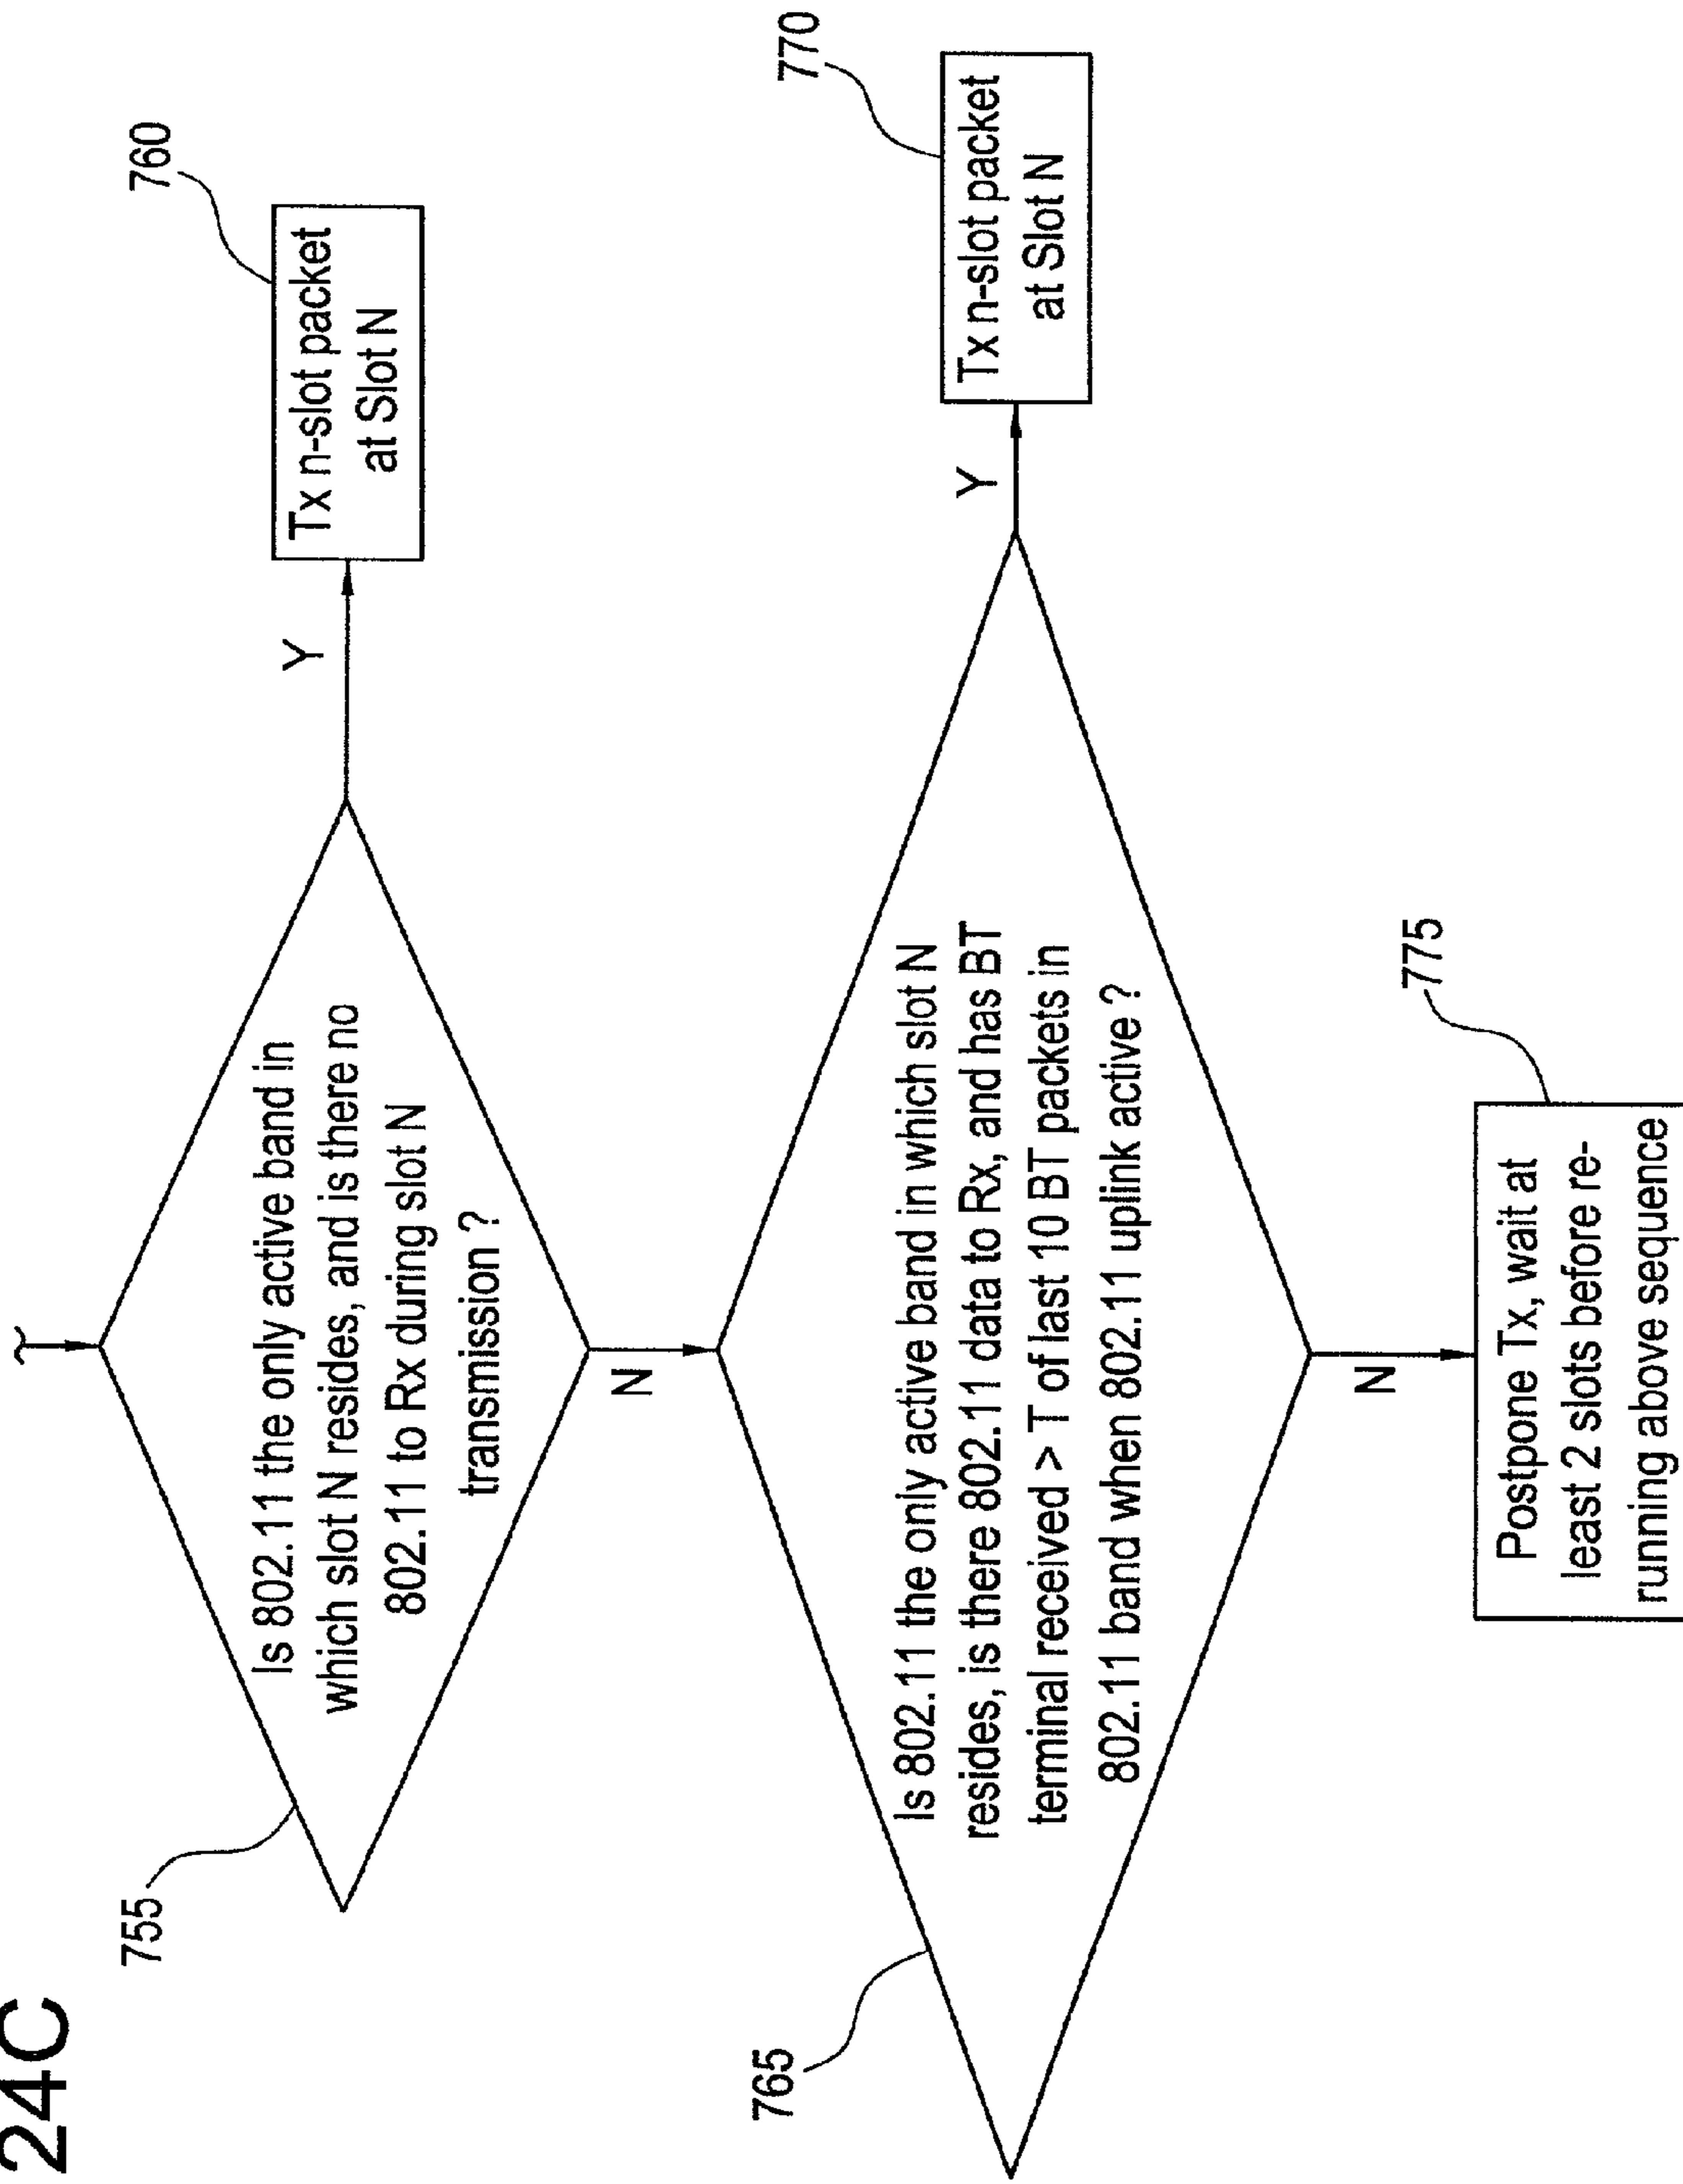 24C
755
Is 802.11 the only active band in
which slot N resides, and is there no
802.11 to Rx during slot N
transmission ?
Y
760
Tx n-slot packet
at Slot N
N
765
Is 802.11 the only active band in which slot N
resides, is there 802.11 data to Rx, and has BT
terminal received > T of last 10 BT packets in
802.11 band when 802.11 uplink active ?
Y
770
Tx n-slot packet
at Slot N
N
775
Postpone Tx, wait at
least 2 slots before re-
running above sequence